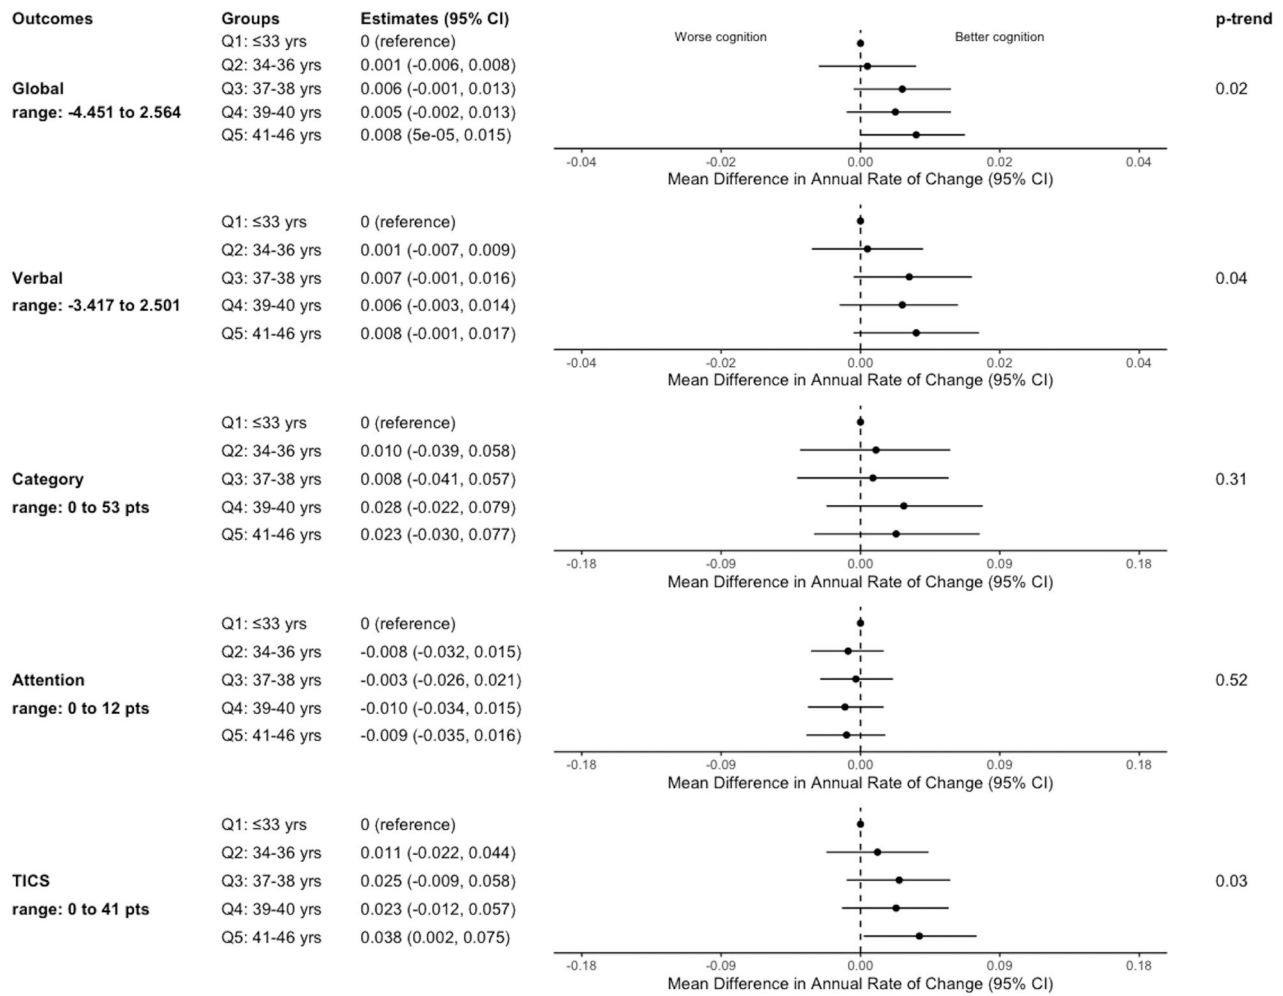 Outcomes Groups Estimates (95% CI) p-trend
Q1: ≤33 yrs 0 (reference) Worse cognition Better cognition
Q2: 34-36 yrs 0.001 (-0.006, 0.008)
Global Q3: 37-38 yrs 0.006 (-0.001, 0.013) 0.02
range: -4.451 to 2.564 Q4: 39-40 yrs 0.005 (-0.002, 0.013)
Q5: 41-46 yrs 0.008 (5e-05, 0.015)
-0.04 -0.02 0.00 0.02 0.04
Mean Difference in Annual Rate of Change (95% CI)
Q1: ≤33 yrs 0 (reference)
Q2: 34-36 yrs 0.001 (-0.007, 0.009)
Verbal Q3: 37-38 yrs 0.007 (-0.001, 0.016) 0.04
range: -3.417 to 2.501 Q4: 39-40 yrs 0.006 (-0.003, 0.014)
Q5: 41-46 yrs 0.008 (-0.001, 0.017)
-0.04 -0.02 0.00 0.02 0.04
Mean Difference in Annual Rate of Change (95% CI)
Q1: ≤33 yrs 0 (reference)
Q2: 34-36 yrs 0.010 (-0.039, 0.058)
Category Q3: 37-38 yrs 0.008 (-0.041, 0.057) 0.31
range: 0 to 53 pts Q4: 39-40 yrs 0.028 (-0.022, 0.079)
Q5: 41-46 yrs 0.023 (-0.030, 0.077)
-0.18 -0.09 0.00 0.09 0.18
Mean Difference in Annual Rate of Change (95% CI)
Q1: ≤33 yrs 0 (reference)
Q2: 34-36 yrs -0.008 (-0.032, 0.015)
Attention Q3: 37-38 yrs -0.003 (-0.026, 0.021) 0.52
range: 0 to 12 pts Q4: 39-40 yrs -0.010 (-0.034, 0.015)
Q5: 41-46 yrs -0.009 (-0.035, 0.016)
-0.18 -0.09 0.00 0.09 0.18
Mean Difference in Annual Rate of Change (95% CI)
Q1: ≤33 yrs 0 (reference)
Q2: 34-36 yrs 0.011 (-0.022, 0.044)
TICS Q3: 37-38 yrs 0.025 (-0.009, 0.058) 0.03
range: 0 to 41 pts Q4: 39-40 yrs 0.023 (-0.012, 0.057)
Q5: 41-46 yrs 0.038 (0.002, 0.075)
-0.18 -0.09 0.00 0.09 0.18
Mean Difference in Annual Rate of Change (95% CI)